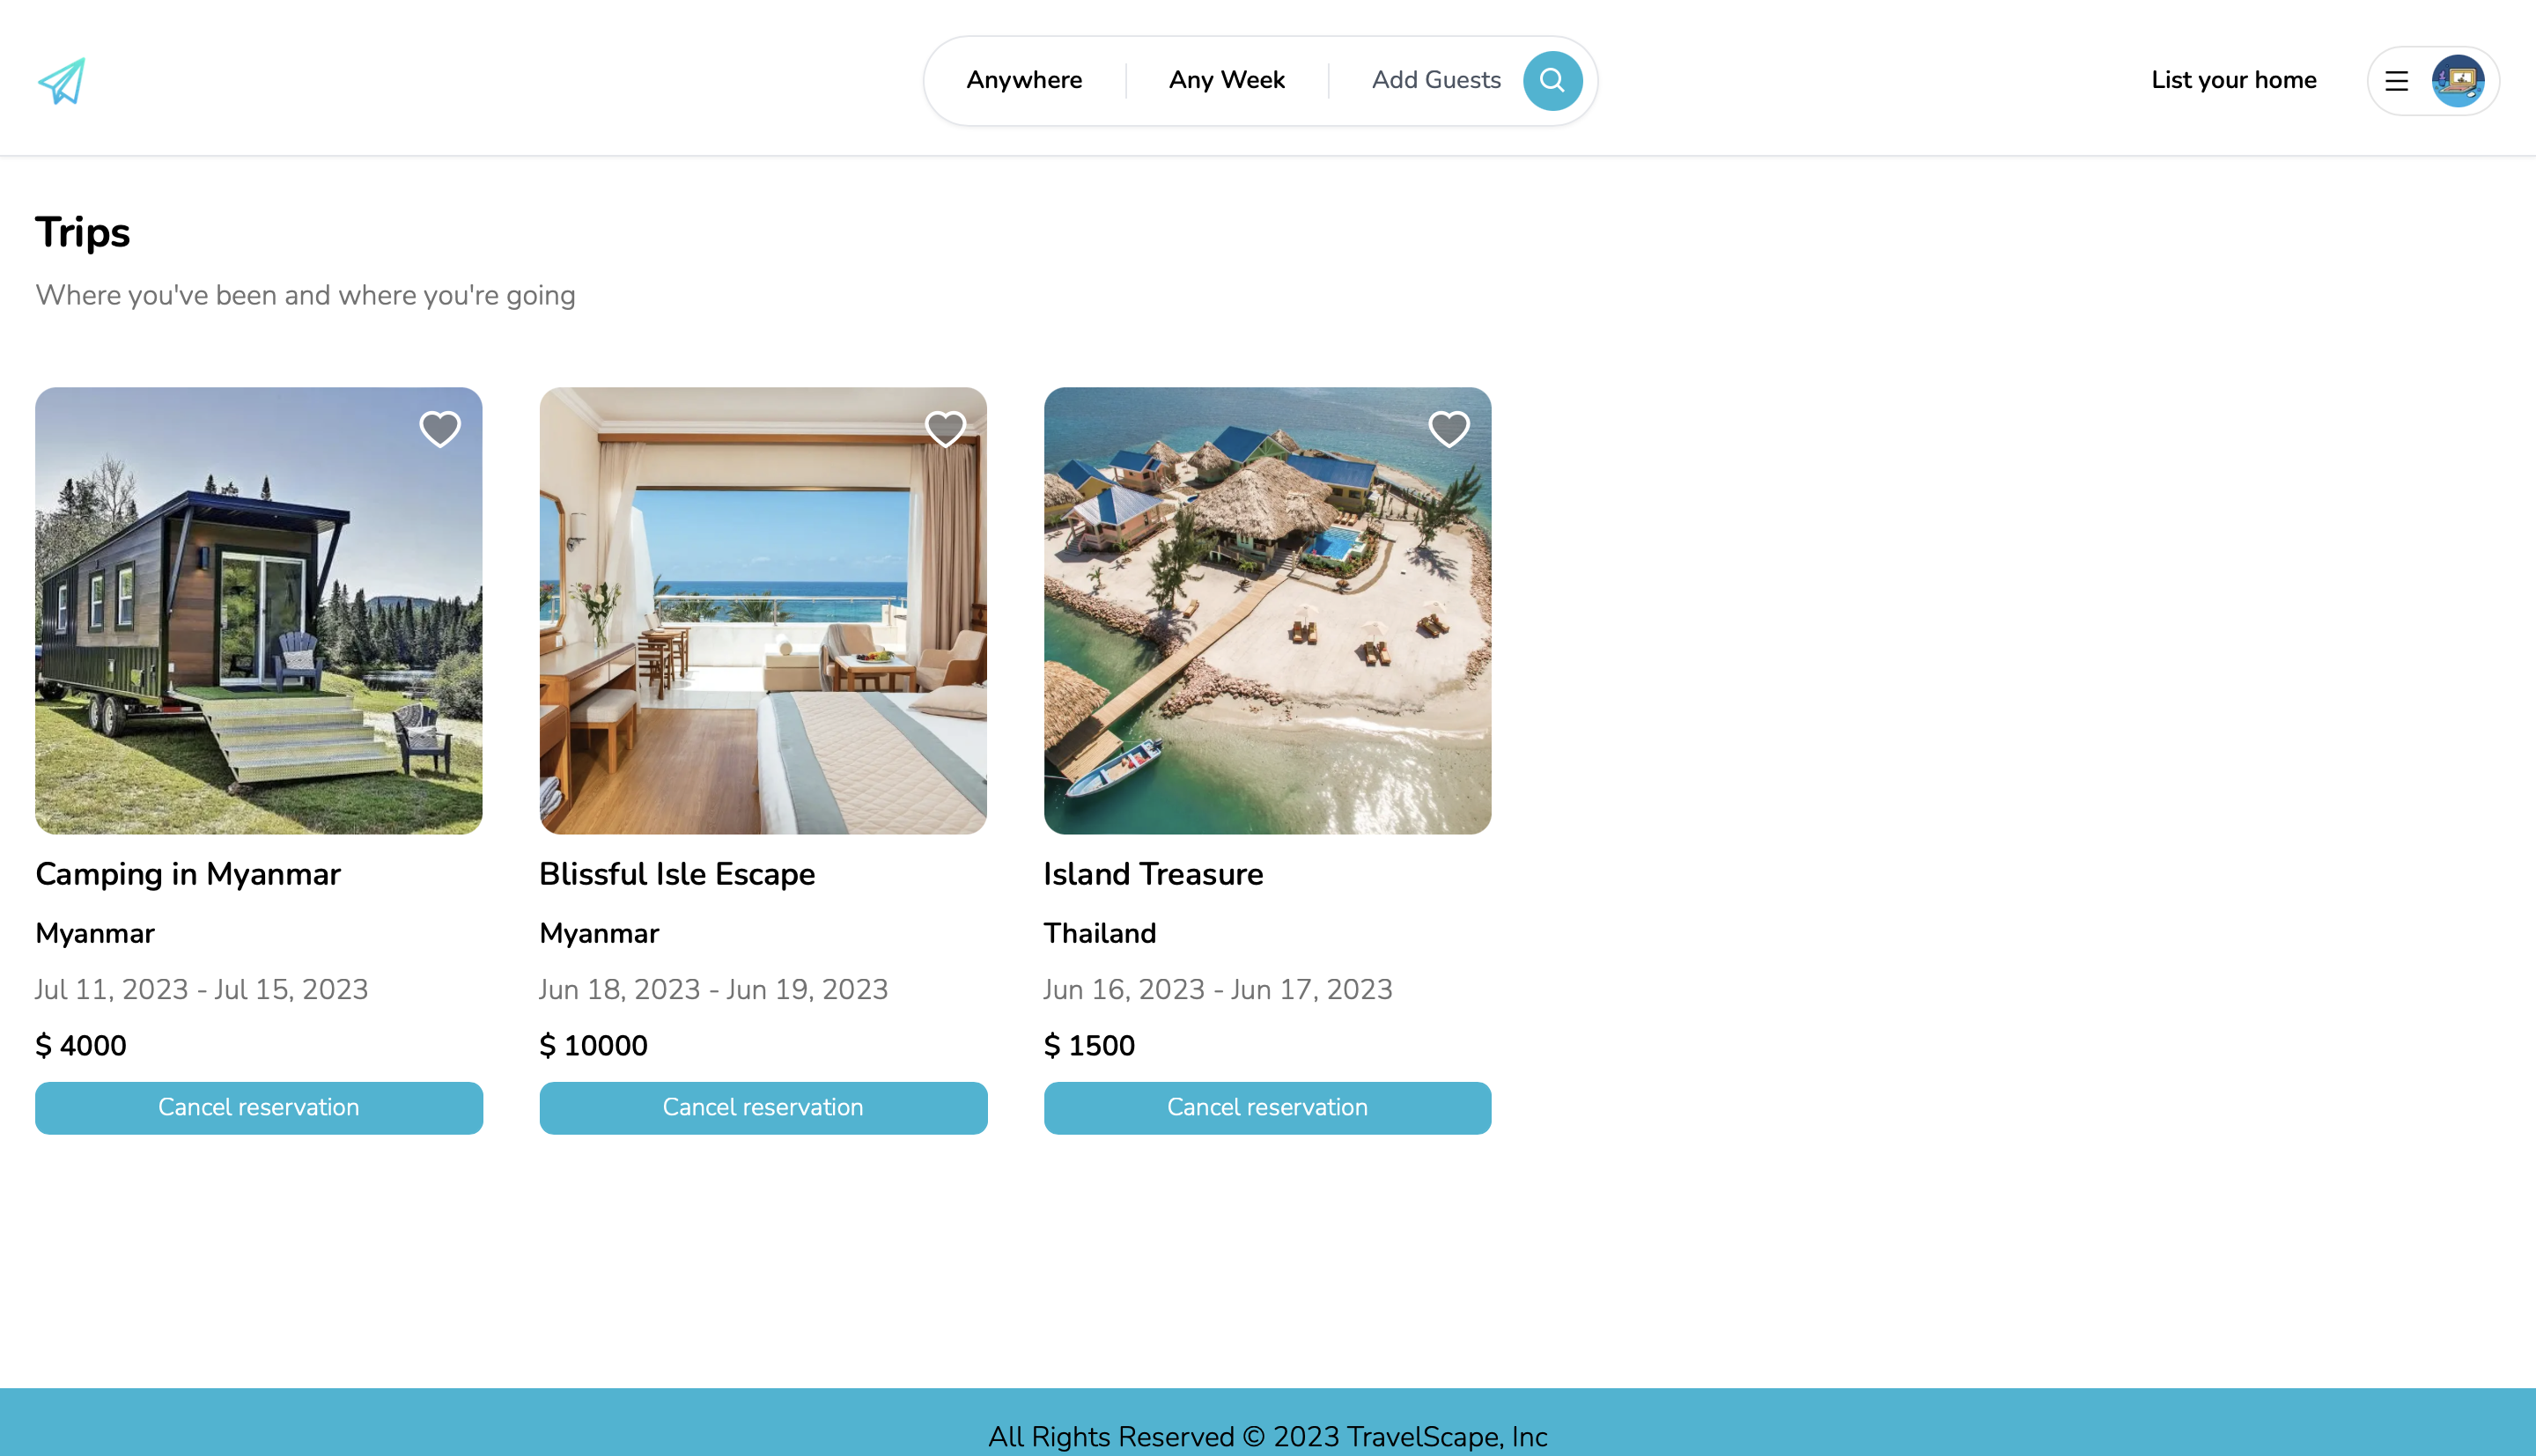 Anywhere
Any Week
Add Guests
List your home
Trips
Where you've been and where you're going
Camping in Myanmar
Myanmar
Jul 11, 2023 - Jul 15, 2023
$ 4000
Cancel reservation
Blissful Isle Escape
Myanmar
Jun 18, 2023 - Jun 19, 2023
$ 10000
Cancel reservation
Island Treasure
Thailand
Jun 16, 2023 - Jun 17, 2023
$ 1500
Cancel reservation
All Rights Reserved © 2023 TravelScape, Inc